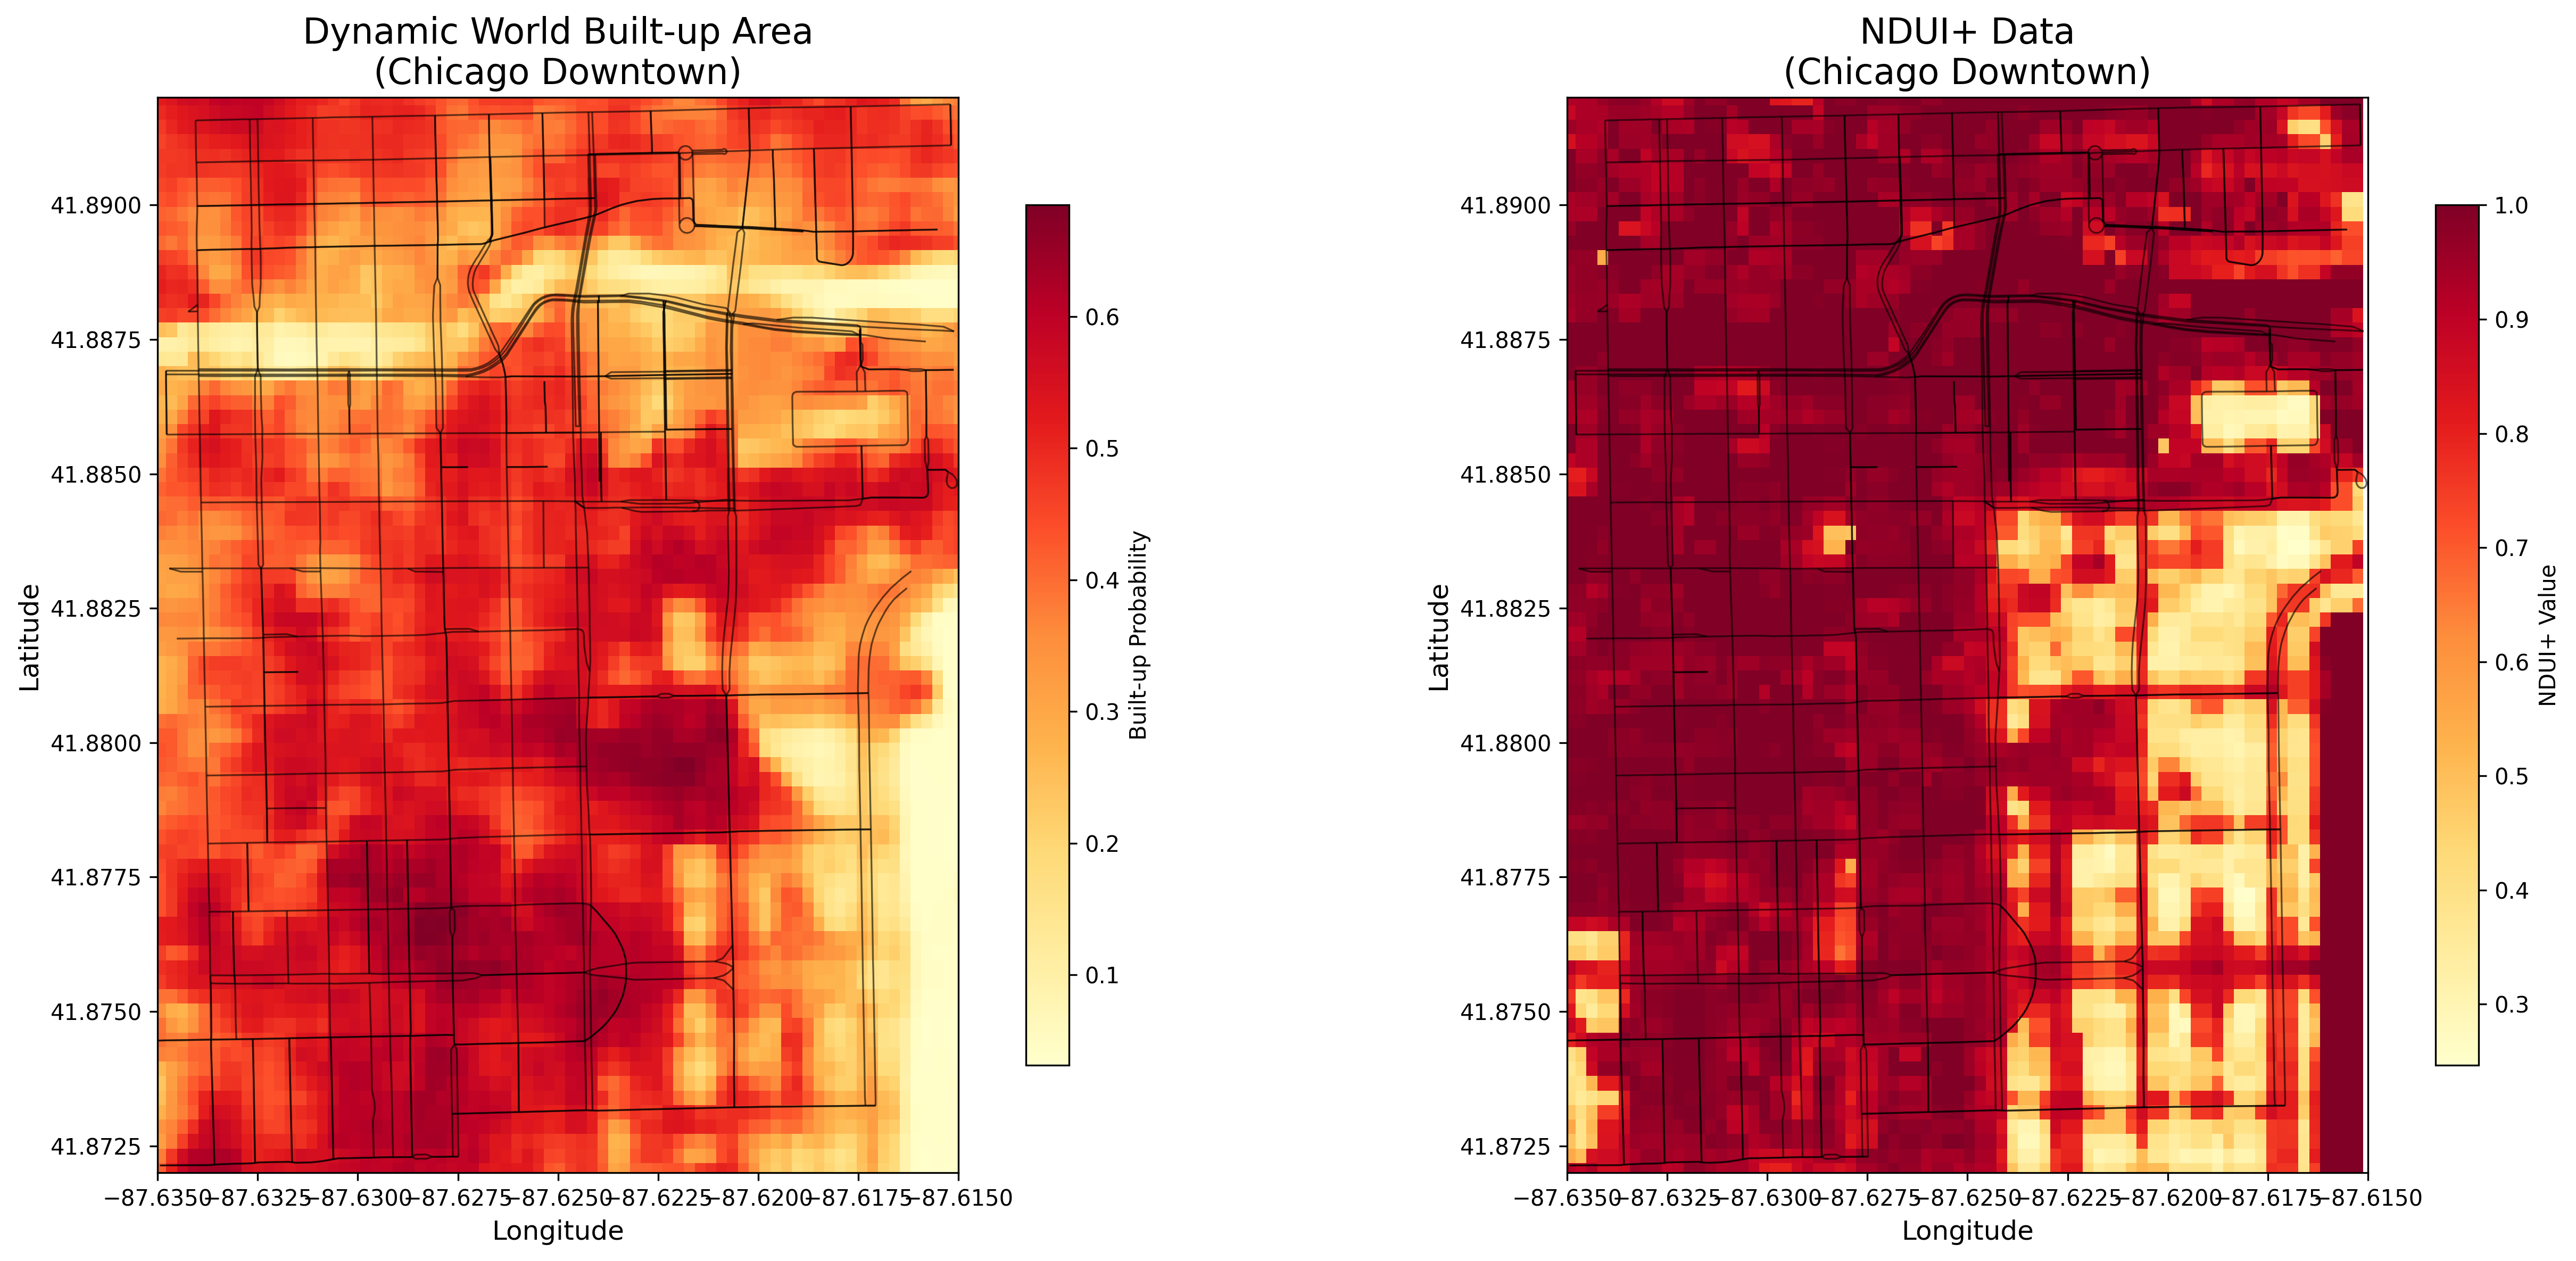 Dynamic World Built-up Area
(Chicago Downtown)
41.8900
41.8875
41.8850
41.8825
41.8800
41.8775
41.8750
41.8725
Latitude
−87.6350 −87.6325 −87.6300 −87.6275 −87.6250 −87.6225 −87.6200 −87.6175 −87.6150
Longitude
0.6
0.5
0.4
0.3
0.2
0.1
Built-up Probability
NDUI+ Data
(Chicago Downtown)
41.8900
41.8875
41.8850
41.8825
41.8800
41.8775
41.8750
41.8725
Latitude
−87.6350 −87.6325 −87.6300 −87.6275 −87.6250 −87.6225 −87.6200 −87.6175 −87.6150
Longitude
1.0
0.9
0.8
0.7
0.6
0.5
0.4
0.3
NDUI+ Value